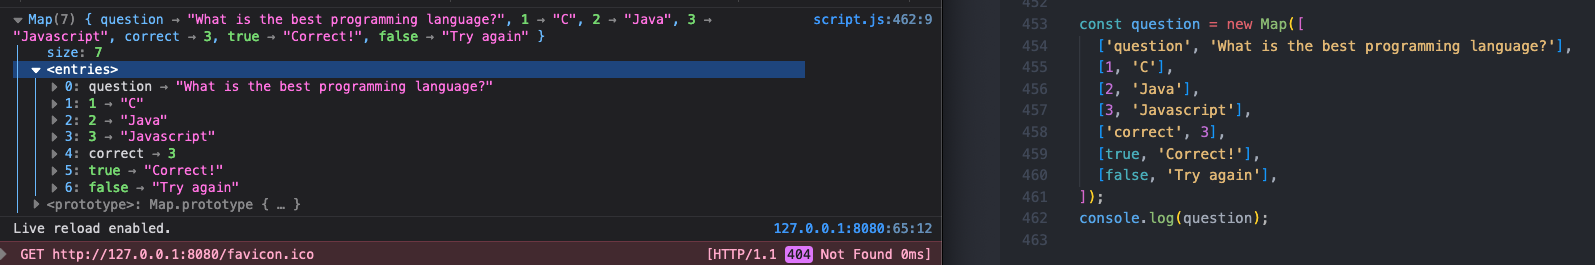 Map(7) { question → "What is the best programming language?", 1 → "C", 2 → "Java", 3 → script.js:462:9
"Javascript", correct → 3, true → "Correct!", false → "Try again" }
size: 7
<entries>
0: question → "What is the best programming language?"
1: 1 → "C"
2: 2 → "Java"
3: 3 → "Javascript"
4: correct → 3
5: true → "Correct!"
6: false → "Try again"
<prototype>: Map.prototype { … }
Live reload enabled. 127.0.0.1:8080:65:12
GET http://127.0.0.1:8080/favicon.ico [HTTP/1.1 404 Not Found 0ms]
452
453 const question = new Map([
454 ['question', 'What is the best programming language?'],
455 [1, 'C'],
456 [2, 'Java'],
457 [3, 'Javascript'],
458 ['correct', 3],
459 [true, 'Correct!'],
460 [false, 'Try again'],
461 ]);
462 console.log(question);
463